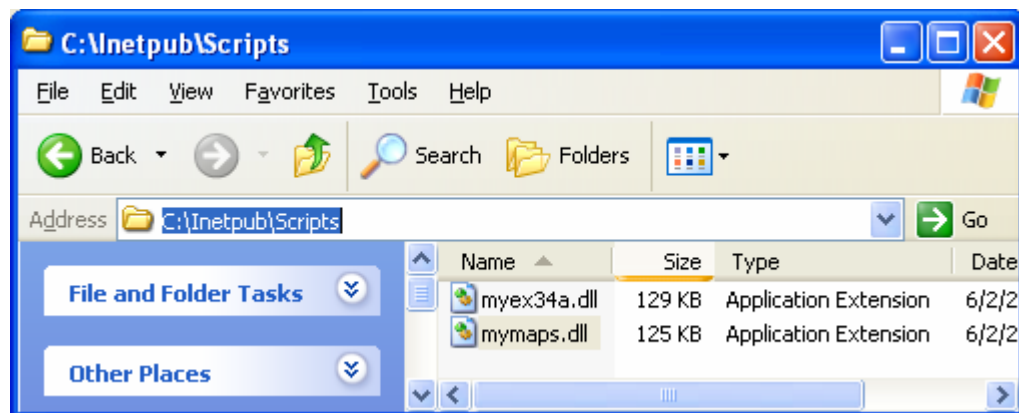 C:\Inetpub\Scripts
File Edit View Favorites Tools Help
Back Search Folders
Address C:\Inetpub\Scripts Go
Name Size Type Date
File and Folder Tasks
myex34a.dll 129 KB Application Extension 6/2/2
mymaps.dll 125 KB Application Extension 6/2/2
Other Places